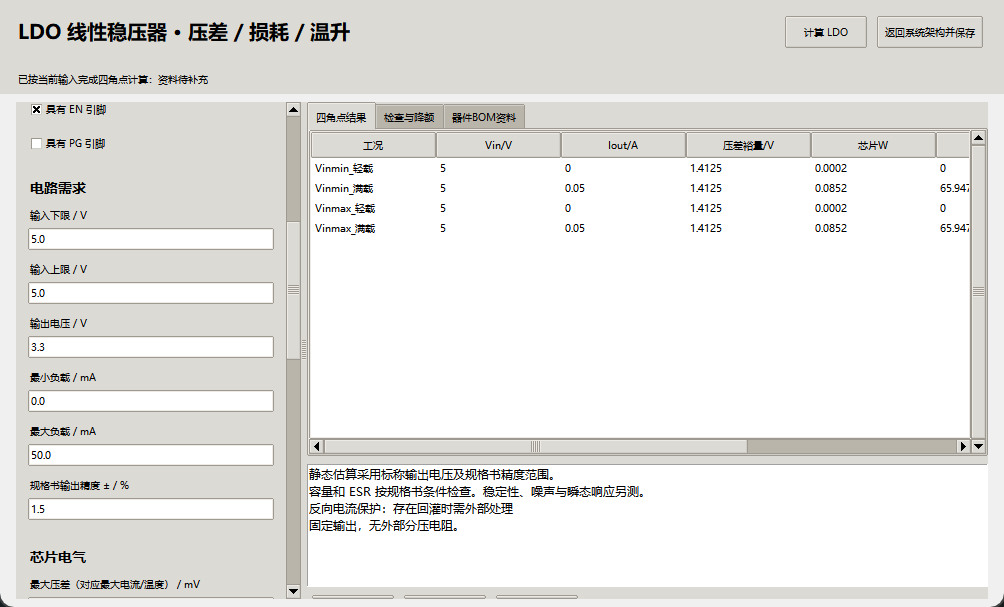 LDO 线性稳压器 · 压差 / 损耗 / 温升
计算 LDO
返回系统架构并保存
已按当前输入完成四角点计算：资料待补充
具有 EN 引脚
具有 PG 引脚
电路需求
输入下限 / V
5.0
输入上限 / V
5.0
输出电压 / V
3.3
最小负载 / mA
0.0
最大负载 / mA
50.0
规格书输出精度 ± / %
1.5
芯片电气
最大压差（对应最大电流/温度） / mV
四角点结果 检查与降额 器件BOM资料
工况 Vin/V Iout/A 压差裕量/V 芯片W
Vinmin_轻载 5 0 1.4125 0.0002 0
Vinmin_满载 5 0.05 1.4125 0.0852 65.947
Vinmax_轻载 5 0 1.4125 0.0002 0
Vinmax_满载 5 0.05 1.4125 0.0852 65.947
静态估算采用标称输出电压及规格书精度范围。
容量和 ESR 按规格书条件检查。稳定性、噪声与瞬态响应另测。
反向电流保护：存在回灌时需外部处理
固定输出，无外部分压电阻。